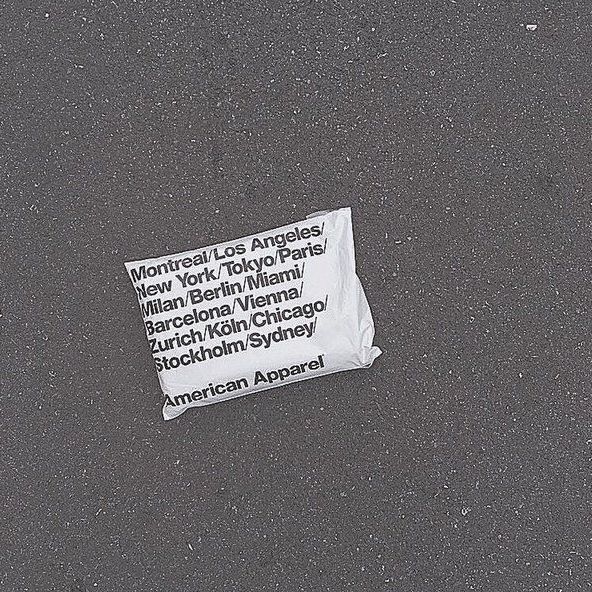 Montreal/Los Angeles/
New York/Tokyo/Paris/
Milan/Berlin/Miami/
Barcelona/Vienna/
Zurich/Köln/Chicago/
Stockholm/Sydney/
American Apparel